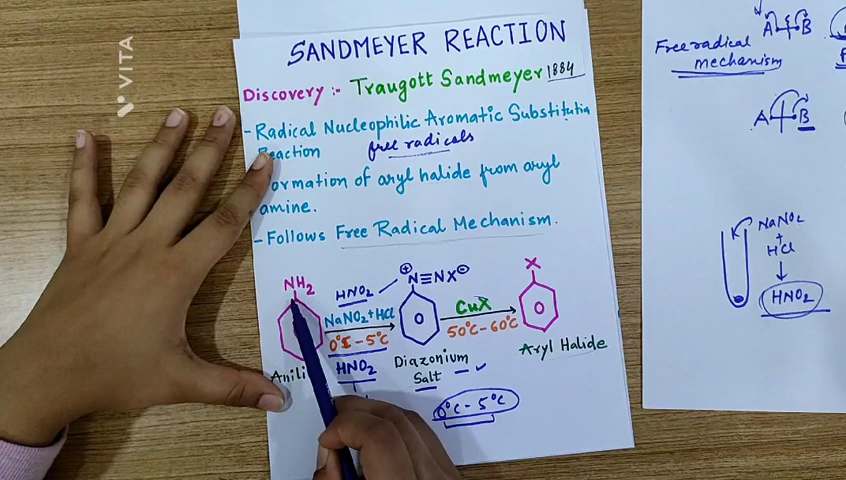 VITA
SANDMEYER REACTION
Discovery :- Traugott Sandmeyer 1884
- Radical Nucleophilic Aromatic Substitution
Reaction free radicals
formation of aryl halide from aryl
amine.
- Follows Free Radical Mechanism.
NH2
HNO2
NaNO2 + HCl
0°C - 5°C
HNO2
Anili
⊕
N≡NX⊖
Diazonium
Salt
0°C - 5°C
CuX
50°C - 60°C
X
Aryl Halide
Free radical
mechanism
A B
A B
NaNO2
+
HCl
↓
HNO2